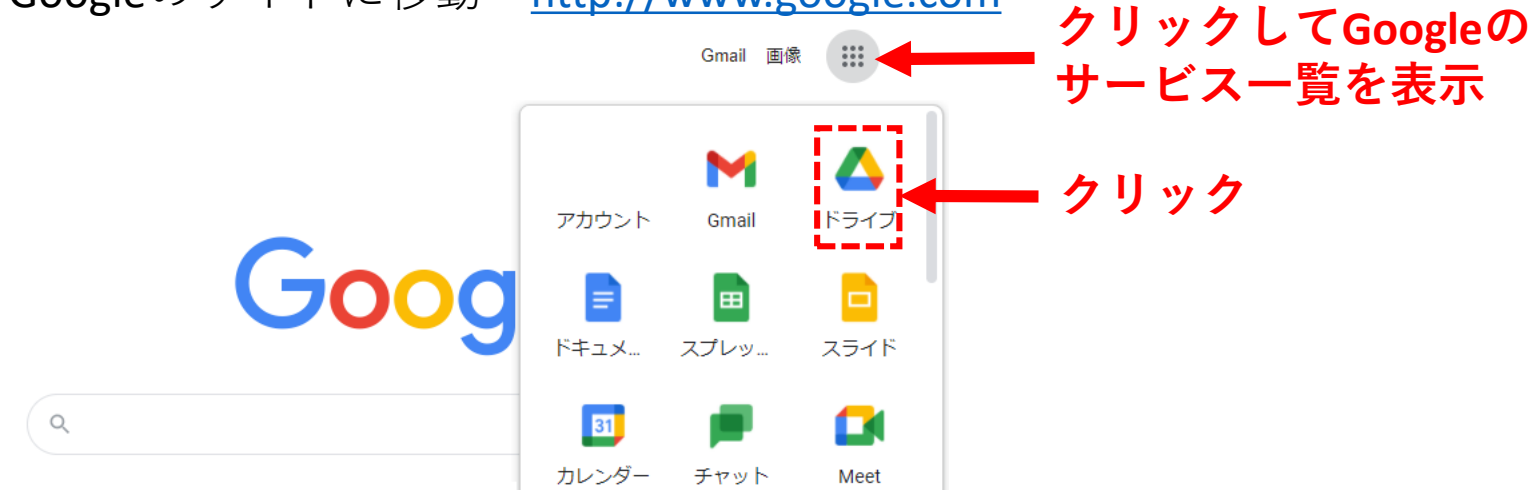 Googleのサイトに移動 http://www.google.com
クリックしてGoogleの
サービス一覧を表示
Gmail 画像
クリック
アカウント Gmail ドライブ
Goog
ドキュメ... スプレッ... スライド
31
カレンダー チャット Meet